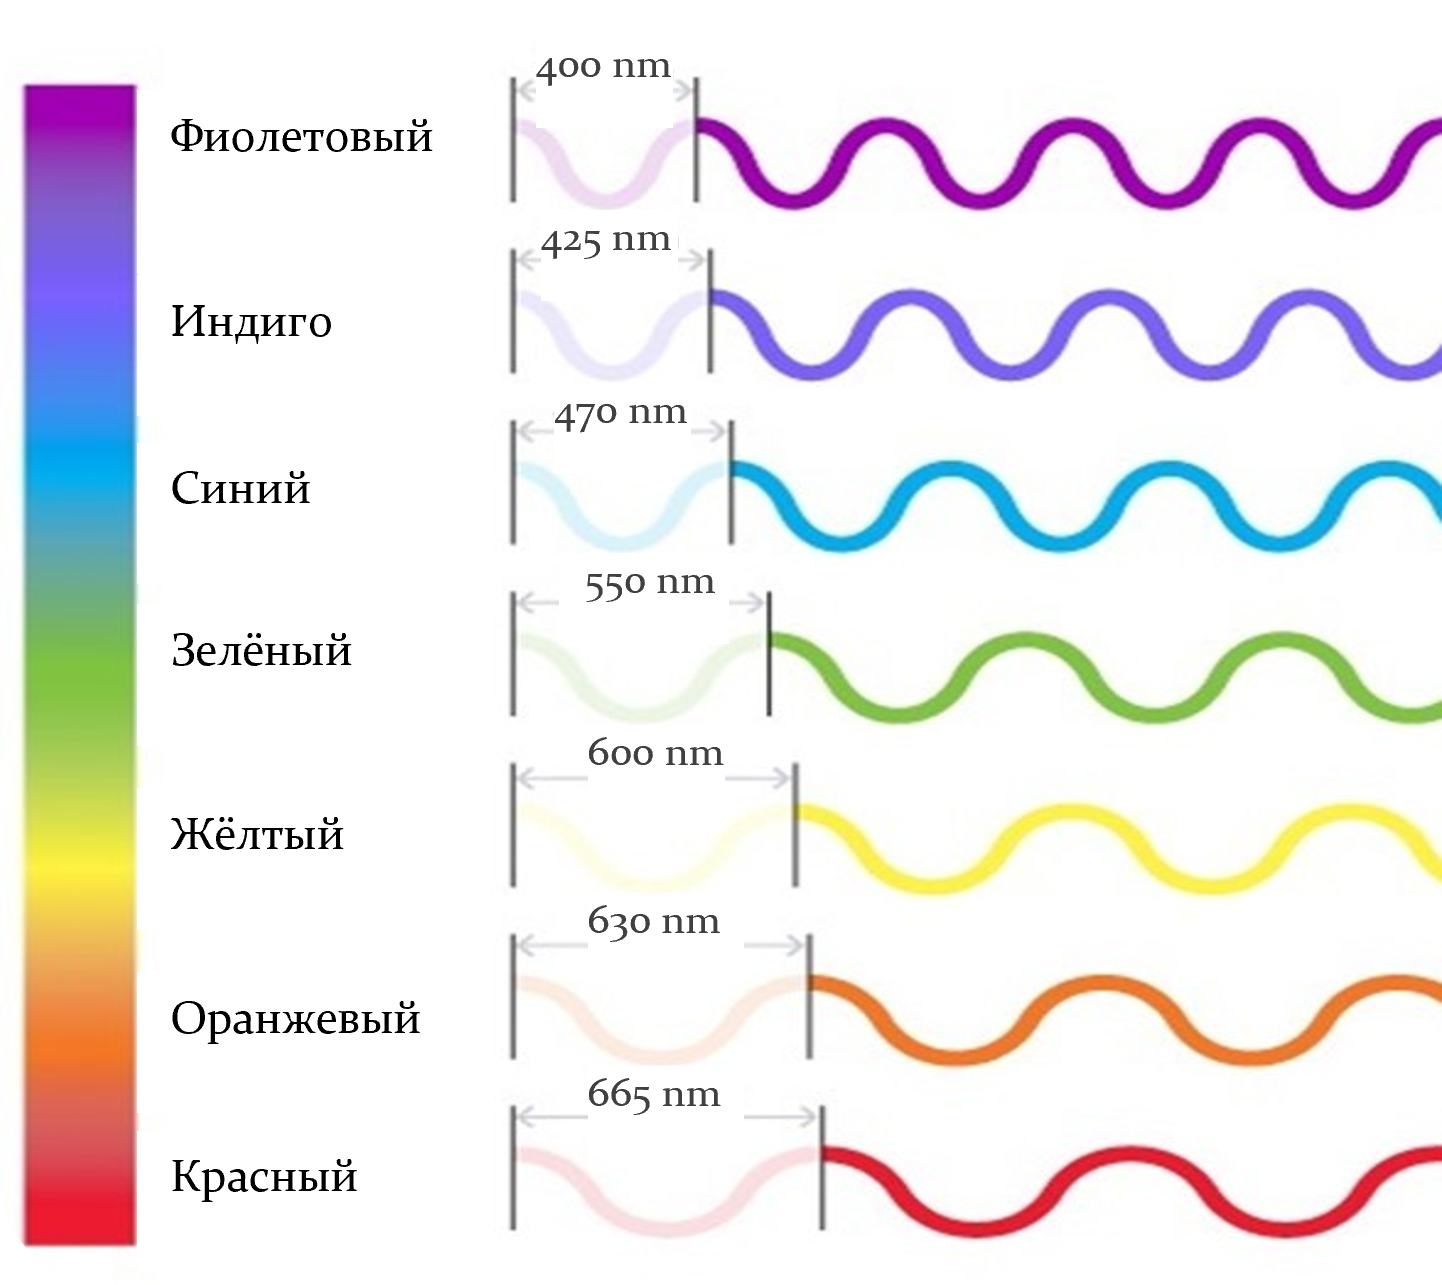 400 nm
Фиолетовый
425 nm
Индиго
470 nm
Синий
550 nm
Зелёный
600 nm
Жёлтый
630 nm
Оранжевый
665 nm
Красный